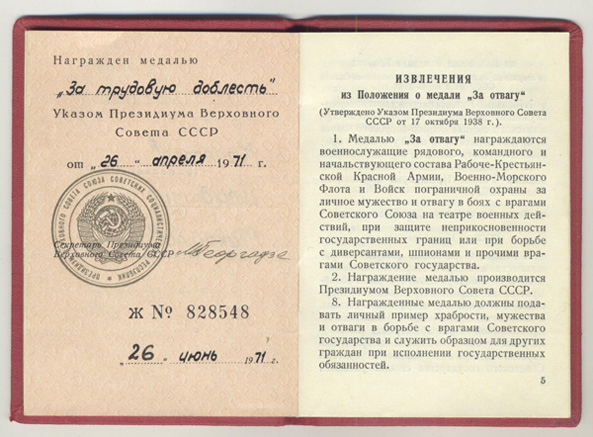 Награжден медалью
„За трудовую доблесть"
Указом Президиума Верховного
Совета СССР
от „26" апреля 1971 г.
Секретарь Президиума
Верховного Совета СССР
МГеоргадзе
Ж № 828548
„26" июнь 1971 г.
ИЗВЛЕЧЕНИЯ
из Положения о медали „За отвагу"
(Утверждено Указом Президиума Верховного Совета
СССР от 17 октября 1938 г.).
1. Медалью „За отвагу" награждаются
военнослужащие рядового, командного и
начальствующего состава Рабоче-Крестьян-
ской Красной Армии, Военно-Морского
Флота и Войск пограничной охраны за
личное мужество и отвагу в боях с врагами
Советского Союза на театре военных дей-
ствий, при защите неприкосновенности
государственных границ или при борьбе
с диверсантами, шпионами и прочими вра-
гами Советского государства.
2. Награждение медалью производится
Президиумом Верховного Совета СССР.
8. Награжденные медалью должны пода-
вать личный пример храбрости, мужества
и отваги в борьбе с врагами Советского
государства и служить образцом для других
граждан при исполнении государственных
обязанностей.
5